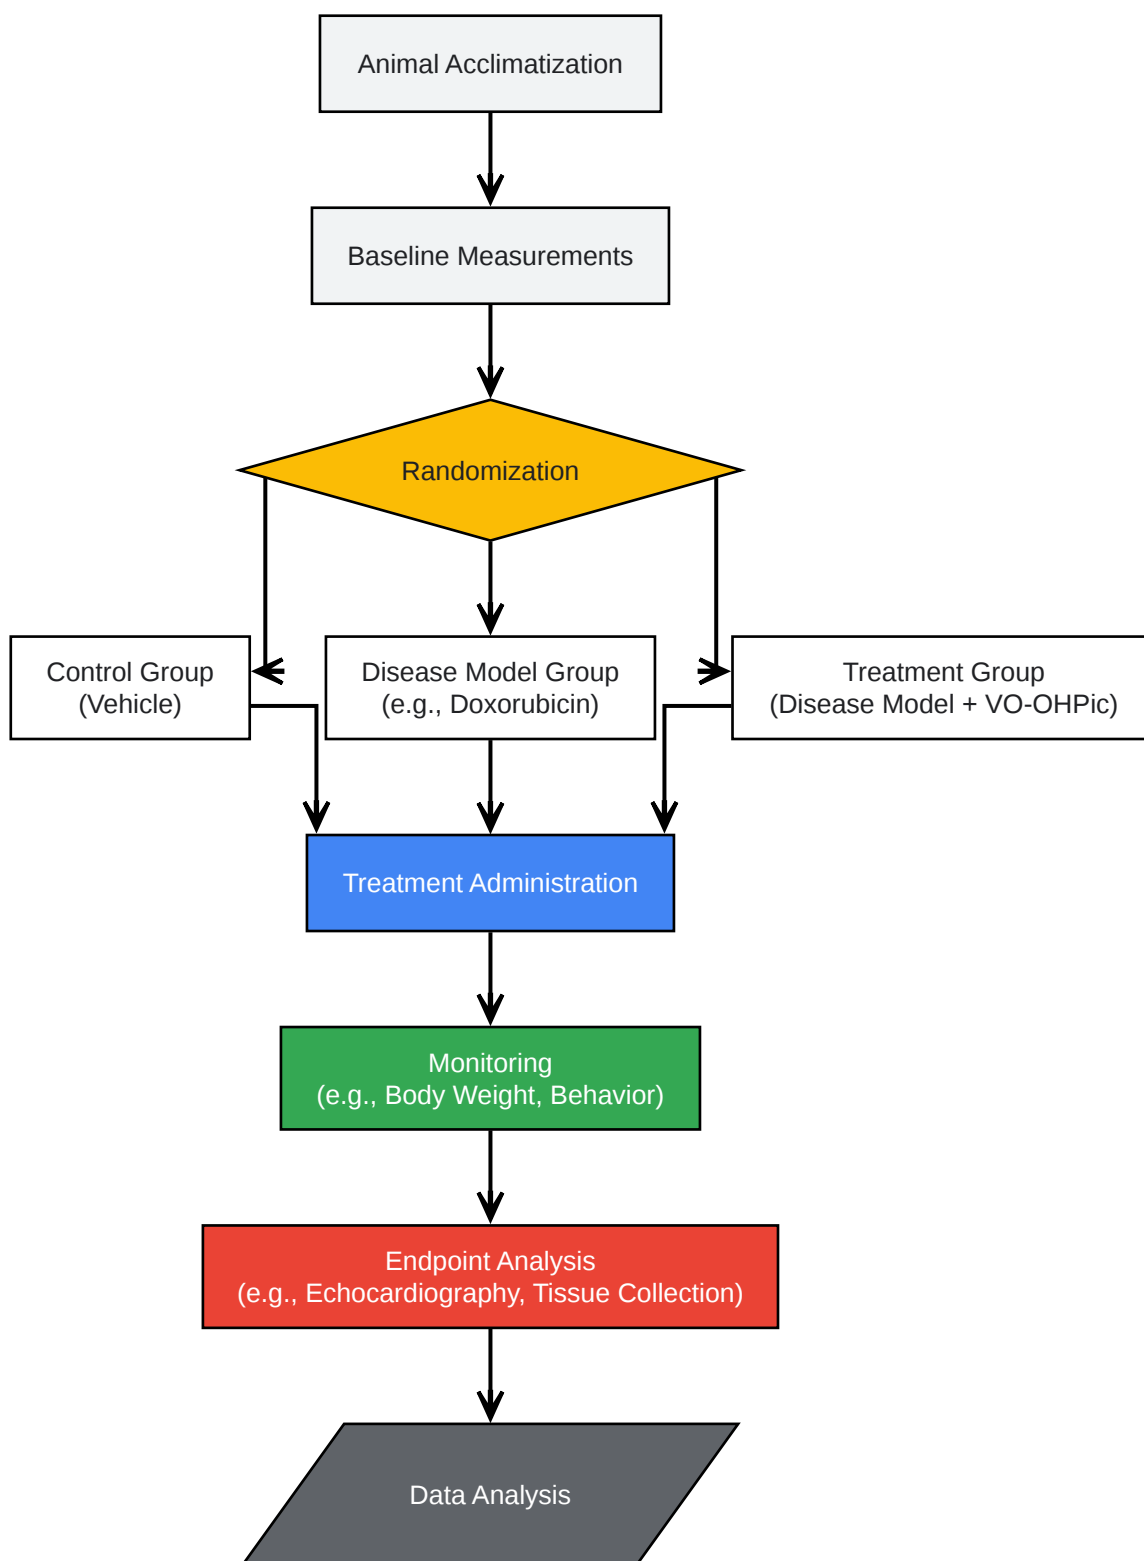 Animal Acclimatization
Baseline Measurements
Randomization
Control Group
(Vehicle)
Disease Model Group
(e.g., Doxorubicin)
Treatment Group
(Disease Model + VO-OHPic)
Treatment Administration
Monitoring
(e.g., Body Weight, Behavior)
Endpoint Analysis
(e.g., Echocardiography, Tissue Collection)
Data Analysis